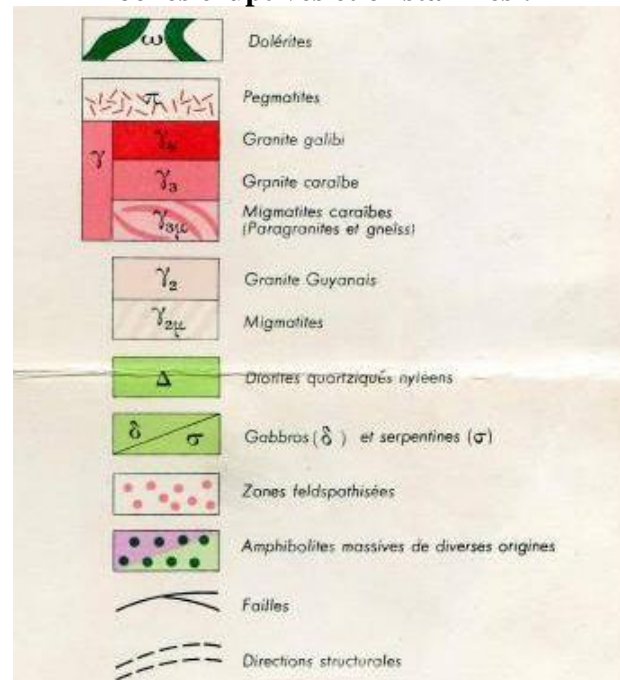 ω Dolérites
π Pegmatites
γ
γ₄ Granite galibi
γ₃ Granite caraïbe
γ₃μ Migmatites caraïbes
(Paragranites et gneiss)
γ₂ Granite Guyanais
γ₂μ Migmatites
Δ Diorites quartziqués nyléens
δ σ Gabbros (δ) et serpentines (σ)
Zones feldspathisées
Amphibolites massives de diverses origines
Failles
Directions structurales